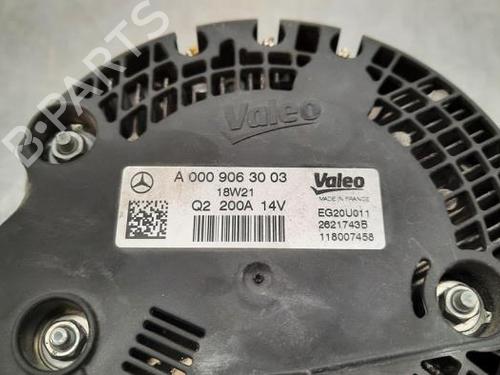 B-PARTS
Valeo
A 000 906 30 03
18W21
Q2 200A 14V
Valeo
MADE IN FRANCE
EG20U011
2621743B
118007458